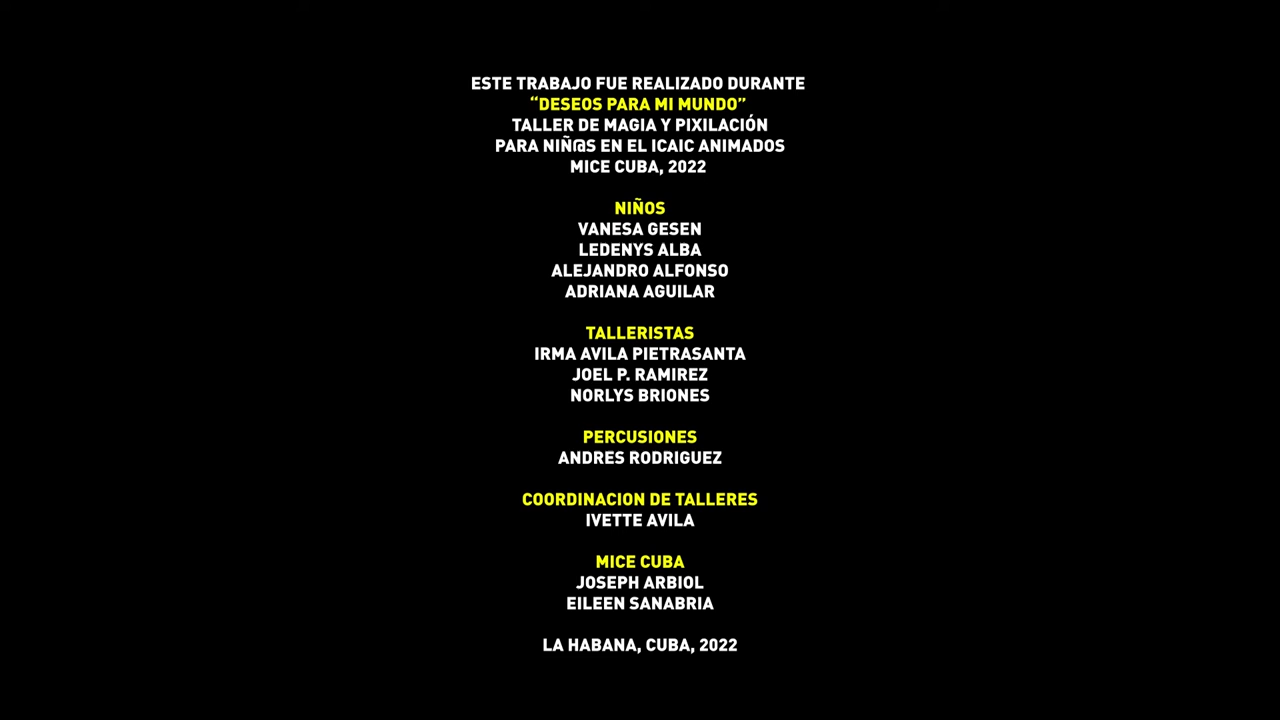 ESTE TRABAJO FUE REALIZADO DURANTE
“DESEOS PARA MI MUNDO”
TALLER DE MAGIA Y PIXILACIÓN
PARA NIÑ@S EN EL ICAIC ANIMADOS
MICE CUBA, 2022
NIÑOS
VANESA GESEN
LEDENYS ALBA
ALEJANDRO ALFONSO
ADRIANA AGUILAR
TALLERISTAS
IRMA AVILA PIETRASANTA
JOEL P. RAMIREZ
NORLYS BRIONES
PERCUSIONES
ANDRES RODRIGUEZ
COORDINACION DE TALLERES
IVETTE AVILA
MICE CUBA
JOSEPH ARBIOL
EILEEN SANABRIA
LA HABANA, CUBA, 2022